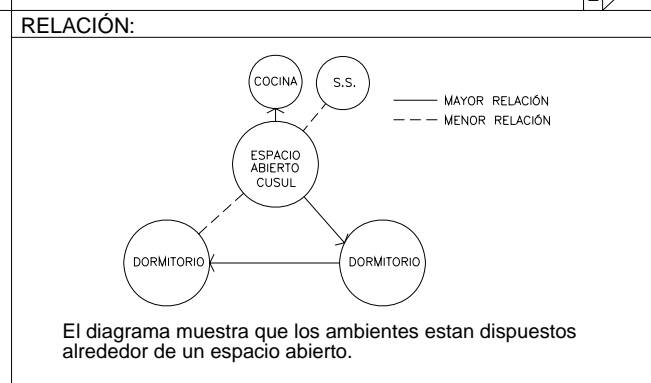 RELACIÓN:
COCINA
S.S.
MAYOR RELACIÓN
MENOR RELACIÓN
ESPACIO
ABIERTO
CUSUL
DORMITORIO
DORMITORIO
El diagrama muestra que los ambientes estan dispuestos
alrededor de un espacio abierto.